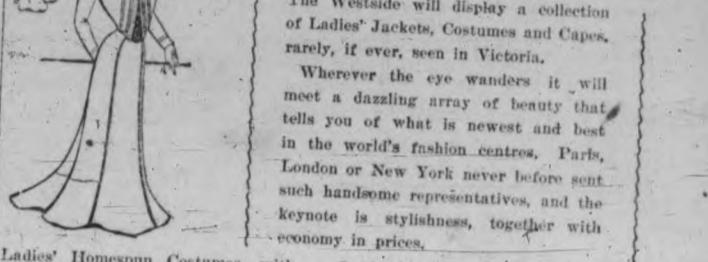 The Westside will display a collection
of Ladies' Jackets, Costumes and Capes,
rarely, if ever, seen in Victoria.
Wherever the eye wanders it will
meet a dazzling array of beauty that
tells you of what is newest and best
in the world's fashion centres. Paris,
London or New York never before sent
such handsome representatives, and the
keynote is stylishness, together with
economy in prices.
Ladies' Homespun Costumes